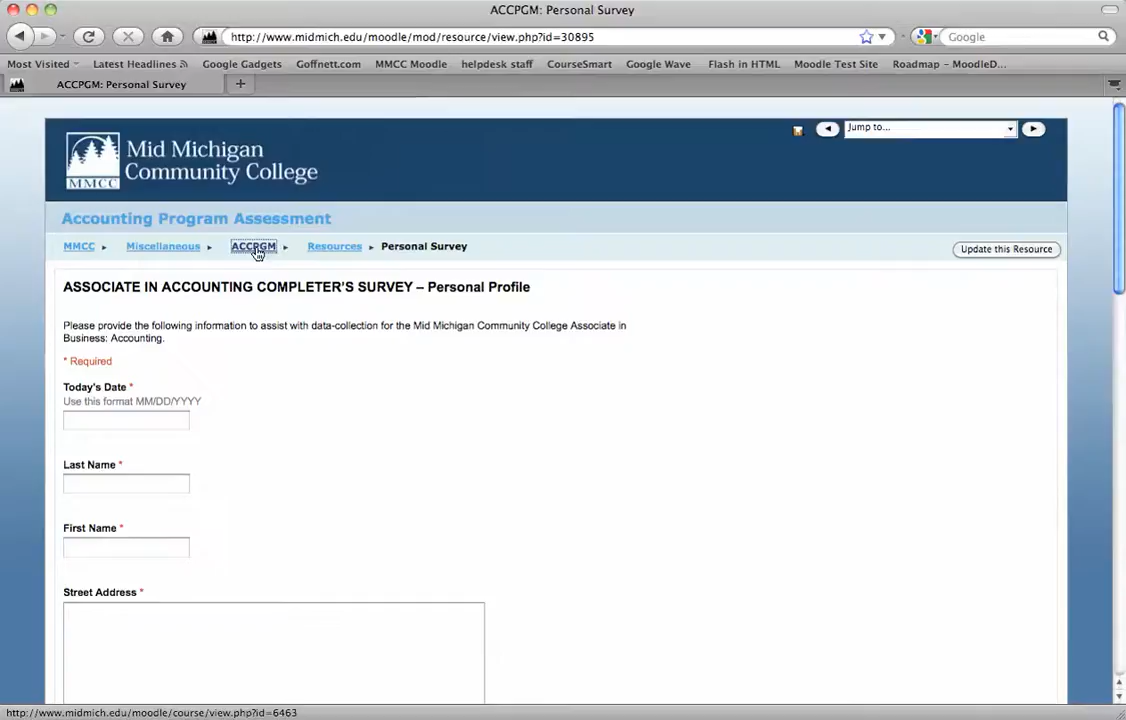 ACCPGM: Personal Survey
http://www.midmich.edu/moodle/mod/resource/view.php?id=30895
Google
Most Visited
Latest Headlines
Google Gadgets
Goffnett.com
MMCC Moodle
helpdesk staff
CourseSmart
Google Wave
Flash in HTML
Moodle Test Site
Roadmap – MoodleD...
ACCPGM: Personal Survey
Mid Michigan
Community College
MMCC
Jump to...
Accounting Program Assessment
MMCC ► Miscellaneous ► ACCPGM ► Resources ► Personal Survey
Update this Resource
ASSOCIATE IN ACCOUNTING COMPLETER'S SURVEY – Personal Profile
Please provide the following information to assist with data-collection for the Mid Michigan Community College Associate in
Business: Accounting.
* Required
Today's Date *
Use this format MM/DD/YYYY
Last Name *
First Name *
Street Address *
http://www.midmich.edu/moodle/course/view.php?id=6463